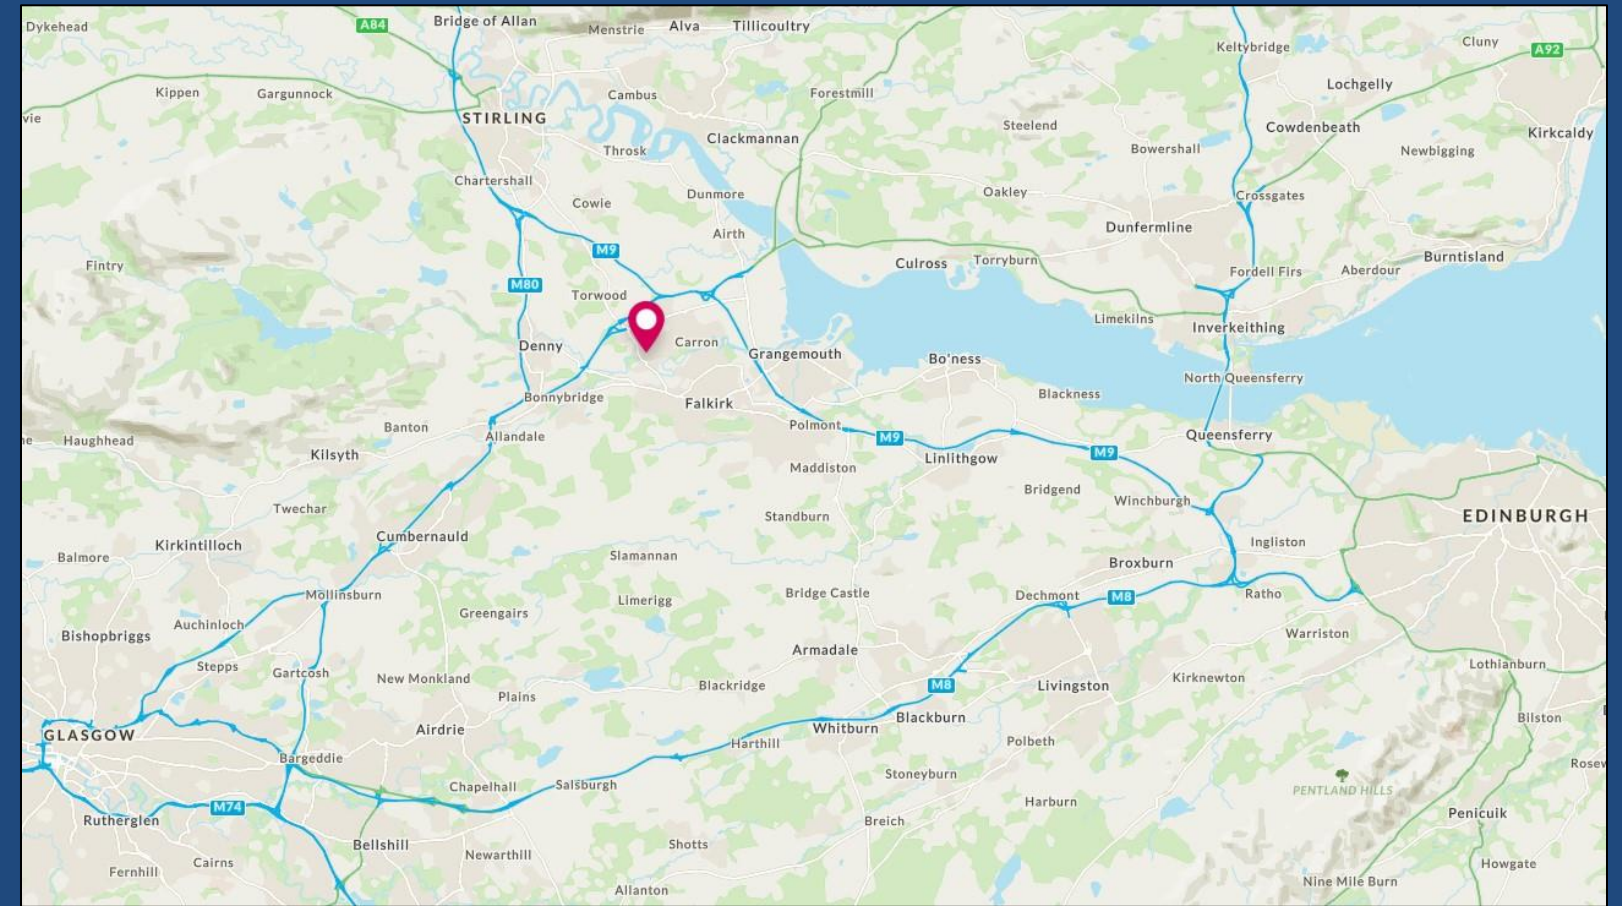 Dykehead
A84
Bridge of Allan
Menstrie
Alva
Tillicoultry
Keltybridge
Cluny
A92
Kippen
Gargunnock
Cambus
Forestmill
Lochgelly
vie
STIRLING
Clackmannan
Steelend
Cowdenbeath
Kirkcaldy
Throsk
Bowershall
Newbigging
Chartershall
Cowie
Dunmore
Oakley
Crossgates
Airth
Dunfermline
M9
Fintry
Culross
Torryburn
Fordell Firs
Aberdour
Burntisland
M80
Torwood
Limekilns
Inverkeithing
Denny
Carron
Grangemouth
Bo'ness
North Queensferry
Bonnybridge
Falkirk
Blackness
Banton
Allandale
Polmont
M9
M9
Queensferry
ne
Haughhead
Kilsyth
Maddiston
Linlithgow
Bridgend
Winchburgh
Twechar
Standburn
EDINBURGH
Balmore
Kirkintilloch
Cumbernauld
Slamannan
Broxburn
Ingliston
Mollinsburn
Limerigg
Bridge Castle
Dechmont
M8
Ratho
Auchinloch
Greengairs
Bishopbriggs
Armadale
Warriston
Stepps
Gartcosh
New Monkland
Plains
Blackridge
M8
Livingston
Kirknewton
Lothianburn
GLASGOW
Airdrie
Harthill
Whitburn
Blackburn
Polbeth
Bilston
Bargeddie
Chapelhall
Salsburgh
Stoneyburn
PENTLAND HILLS
Rosew
M74
Rutherglen
Harburn
Breich
Penicuik
Bellshill
Newarthill
Shotts
Fernhill
Cairns
Allanton
Nine Mile Burn
Howgate